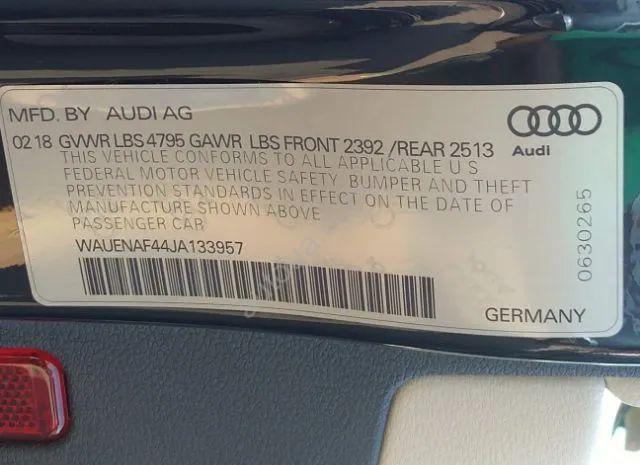 MFD. BY AUDI AG
02 18 GVWR LBS 4795 GAWR LBS FRONT 2392 /REAR 2513
THIS VEHICLE CONFORMS TO ALL APPLICABLE U S
FEDERAL MOTOR VEHICLE SAFETY, BUMPER AND THEFT
PREVENTION STANDARDS IN EFFECT ON THE DATE OF
MANUFACTURE SHOWN ABOVE
PASSENGER CAR
WAUENAF44JA133957
Audi
0630265
GERMANY